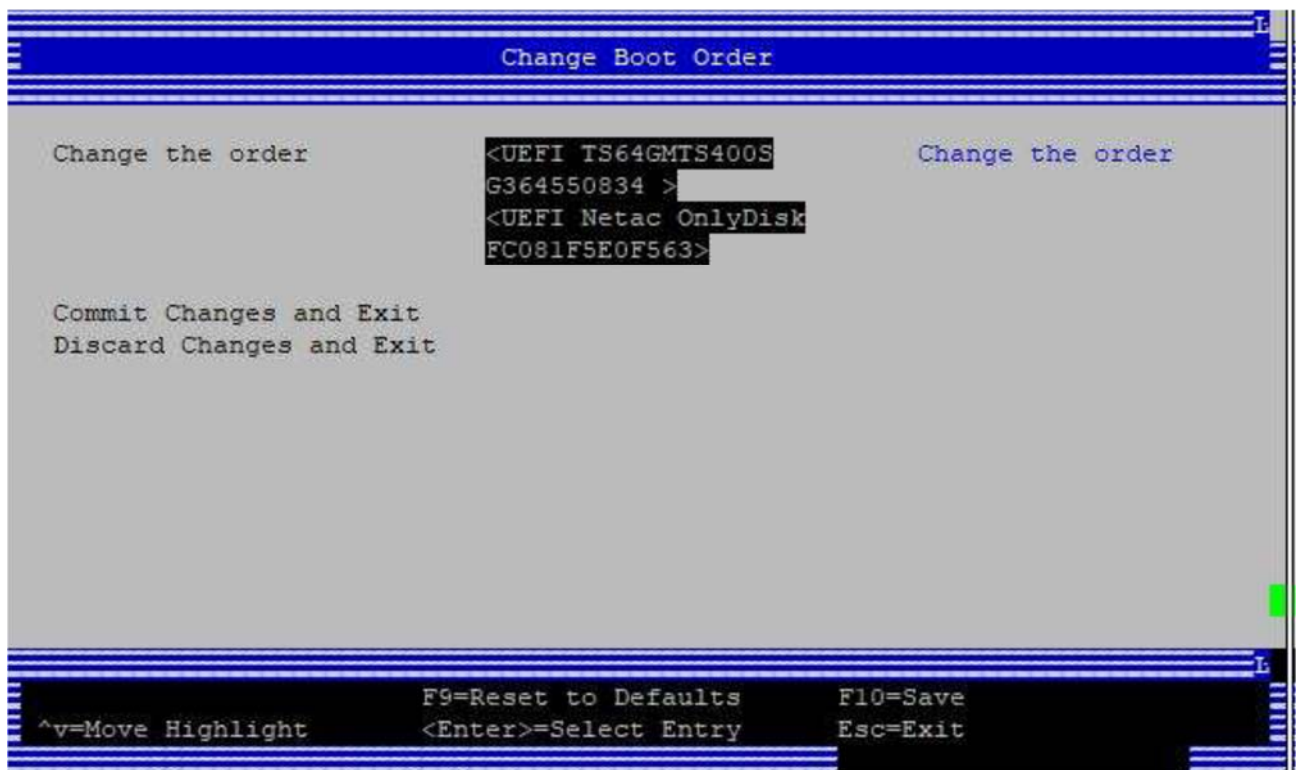 Change Boot Order
Change the order <UEFI TS64GMTS400S Change the order
G364550834 >
<UEFI Netac OnlyDisk
FC081F5E0F563>
Commit Changes and Exit
Discard Changes and Exit
F9=Reset to Defaults F10=Save
^v=Move Highlight <Enter>=Select Entry Esc=Exit